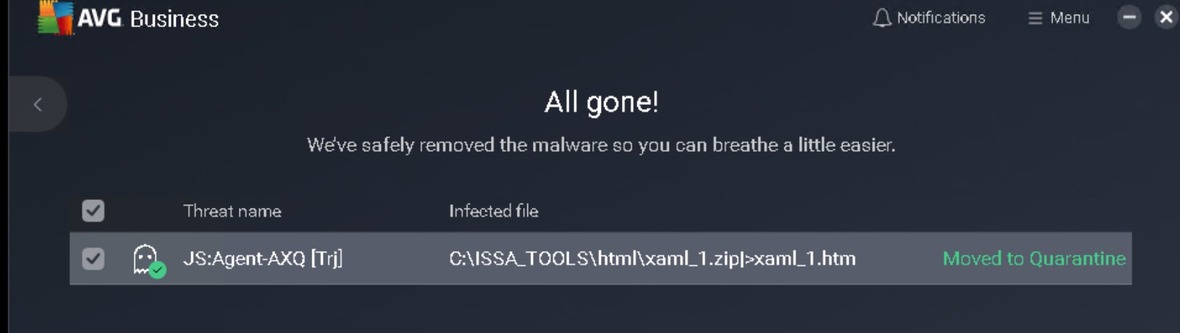 AVG Business
Notifications
Menu
All gone!
We've safely removed the malware so you can breathe a little easier.
Threat name Infected file
JS:Agent-AXQ [Trj] C:\ISSA_TOOLS\html\xaml_1.zip|>xaml_1.htm Moved to Quarantine